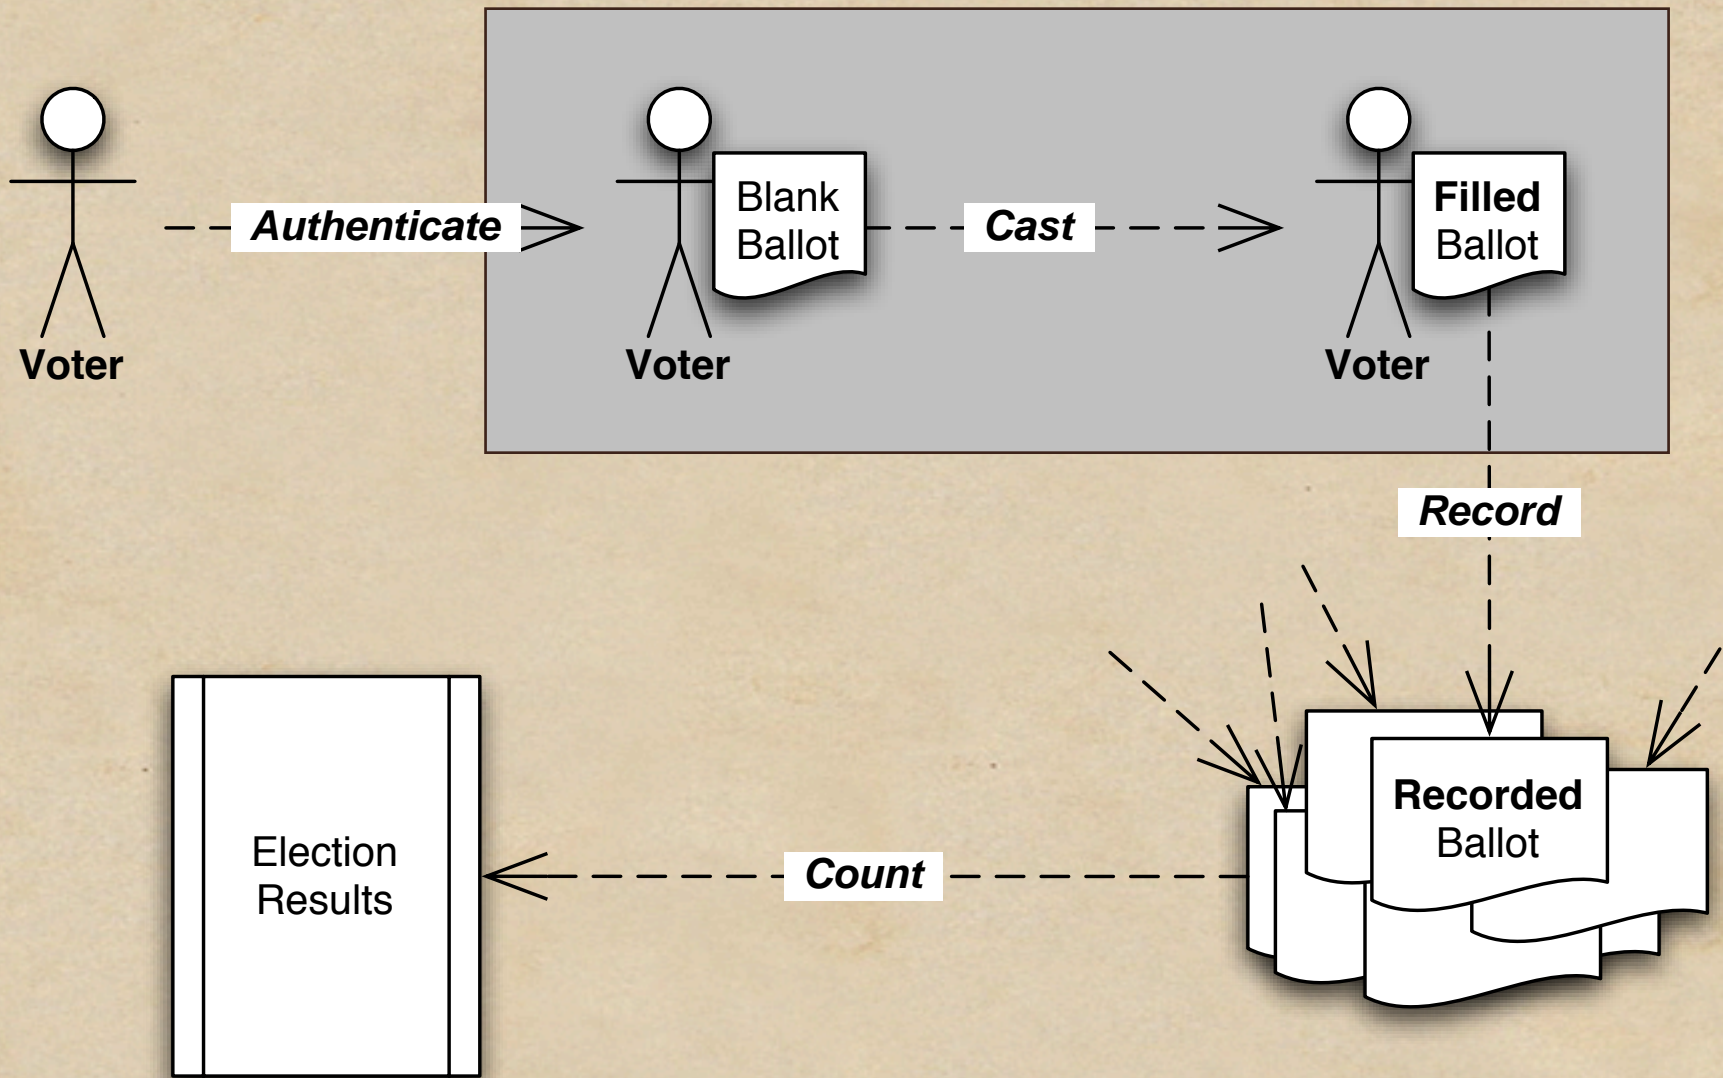 Authenticate
Blank
Ballot
Cast
Filled
Ballot
Voter
Voter
Voter
Record
Recorded
Ballot
Count
Election
Results